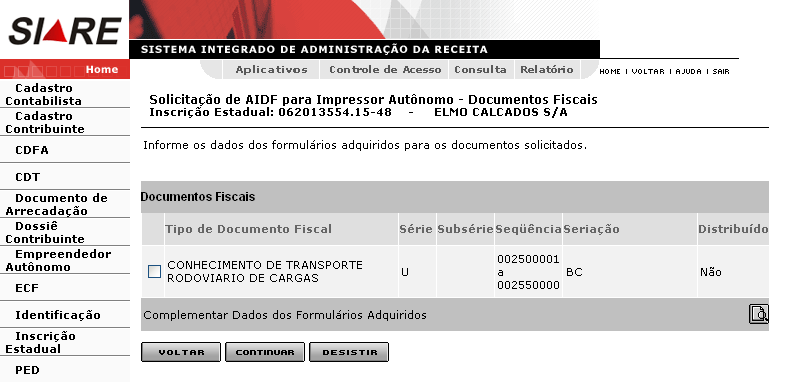 SIARE
SISTEMA INTEGRADO DE ADMINISTRAÇÃO DA RECEITA
Home
Aplicativos Controle de Acesso Consulta Relatório HOME | VOLTAR | AJUDA | SAIR
Cadastro
Contabilista
Cadastro
Contribuinte
CDFA
CDT
Documento de
Arrecadação
Dossiê
Contribuinte
Empreendedor
Autônomo
ECF
Identificação
Inscrição
Estadual
PED
Solicitação de AIDF para Impressor Autônomo - Documentos Fiscais
Inscrição Estadual: 062013554.15-48 - ELMO CALCADOS S/A
Informe os dados dos formulários adquiridos para os documentos solicitados.
Documentos Fiscais
Tipo de Documento Fiscal Série Subsérie Seqüência Seriação Distribuído
CONHECIMENTO DE TRANSPORTE
RODOVIARIO DE CARGAS
U
002500001
a
002550000
BC
Não
Complementar Dados dos Formulários Adquiridos
VOLTAR CONTINUAR DESISTIR